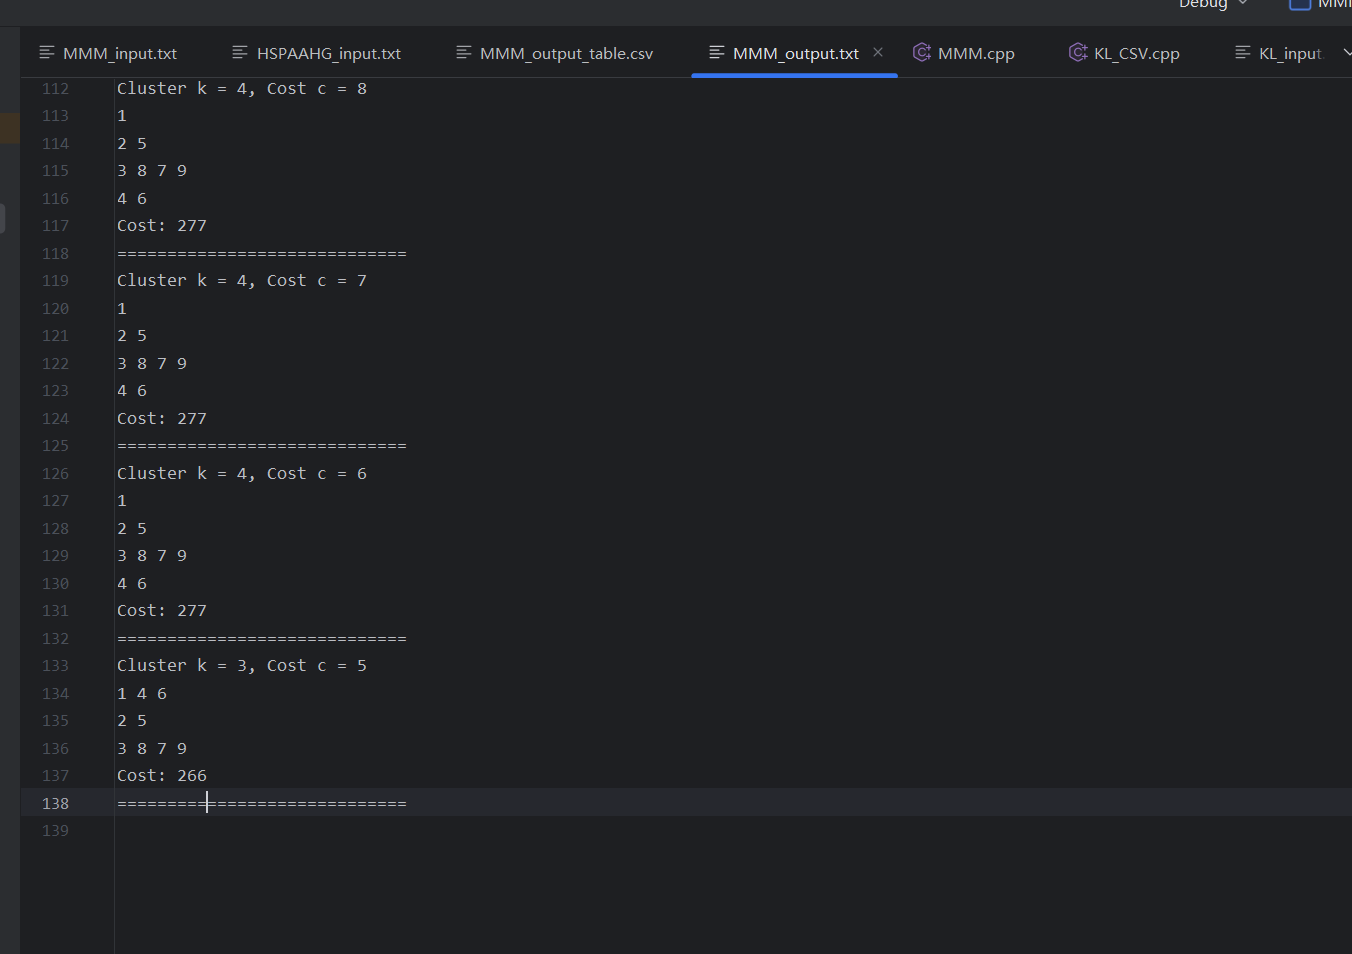 Debug
MMM_input.txt HSPAAHG_input.txt MMM_output_table.csv MMM_output.txt MMM.cpp KL_CSV.cpp KL_input.
112 Cluster k = 4, Cost c = 8
113 1
114 2 5
115 3 8 7 9
116 4 6
117 Cost: 277
118 =============================
119 Cluster k = 4, Cost c = 7
120 1
121 2 5
122 3 8 7 9
123 4 6
124 Cost: 277
125 =============================
126 Cluster k = 4, Cost c = 6
127 1
128 2 5
129 3 8 7 9
130 4 6
131 Cost: 277
132 =============================
133 Cluster k = 3, Cost c = 5
134 1 4 6
135 2 5
136 3 8 7 9
137 Cost: 266
138 =============================
139